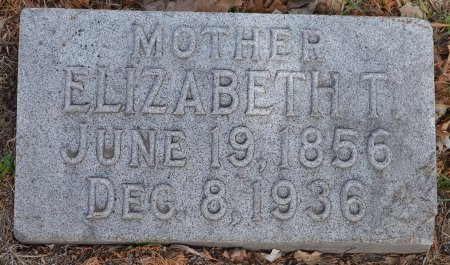 MOTHER
ELIZABETH T.
JUNE 19, 1856
DEC. 8, 1936